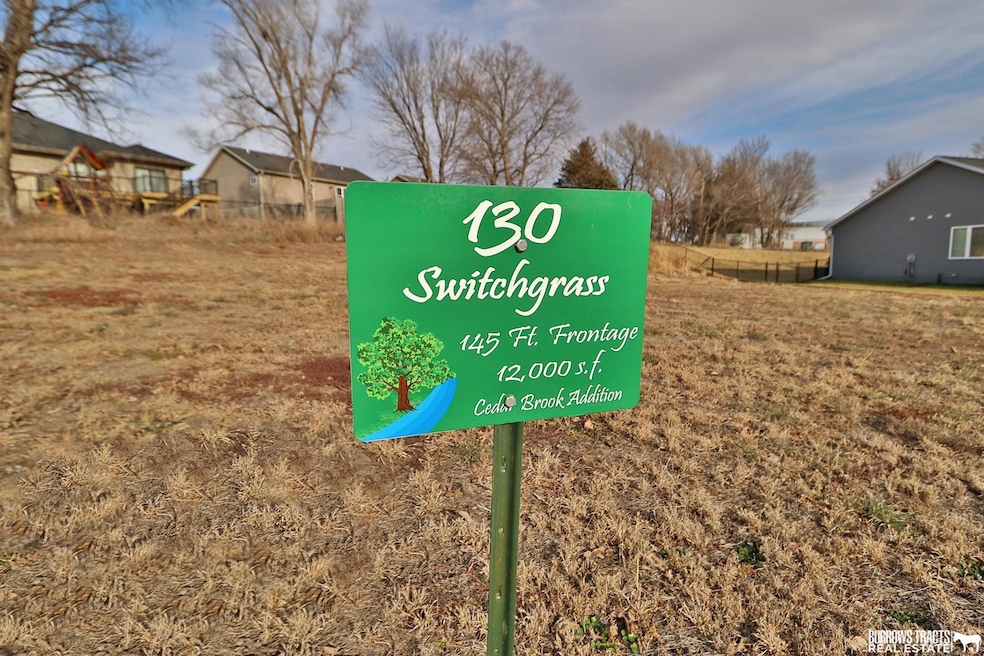 130
Switchgrass
145 Ft. Frontage
12,000 s.f.
Cedar Brook Addition
BURROWS TRACTS
REAL ESTATE